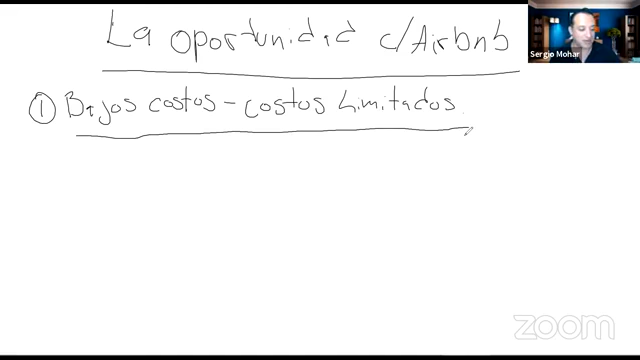 La oportunidad c/Airbnb
Sergio Mohar
① Bajos costos - costos limitados
zoom